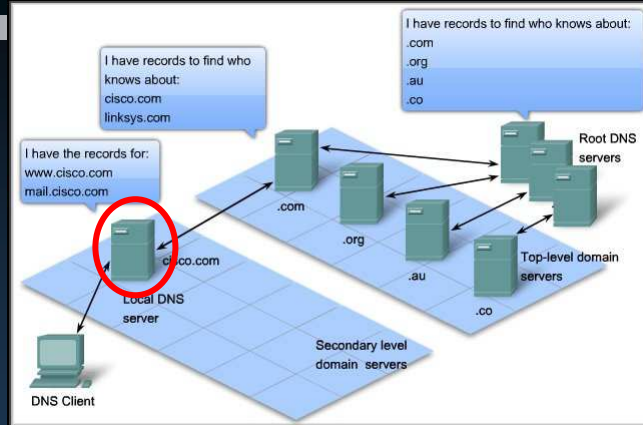 I have records to find who knows about:
.com
.org
.au
.co
I have records to find who
knows about:
cisco.com
linksys.com
I have the records for:
www.cisco.com
mail.cisco.com
Root DNS
servers
.com
.org
.au
.co
Top-level domain
servers
cisco.com
Local DNS
server
Secondary level
domain servers
DNS Client